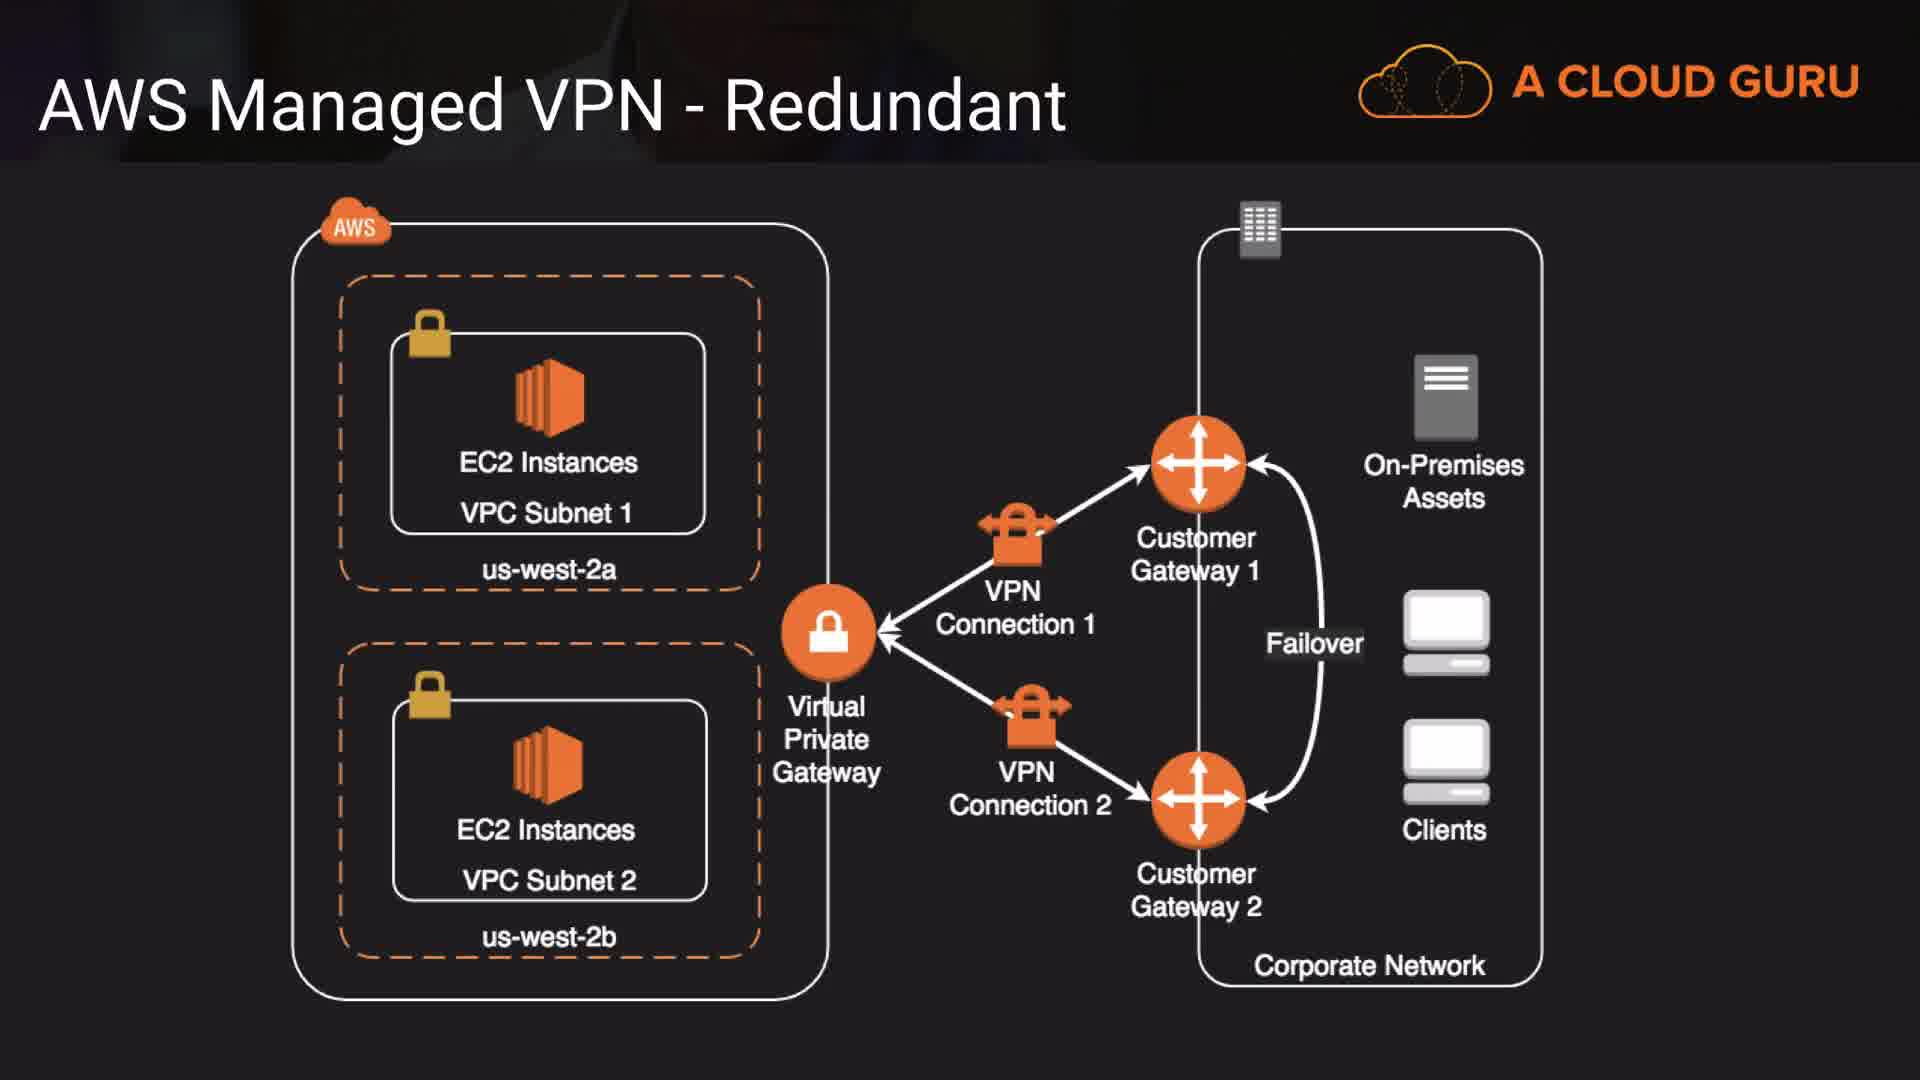 AWS Managed VPN - Redundant
A CLOUD GURU
AWS
EC2 Instances
VPC Subnet 1
us-west-2a
EC2 Instances
VPC Subnet 2
us-west-2b
Virtual
Private
Gateway
VPN
Connection 1
VPN
Connection 2
Customer
Gateway 1
Customer
Gateway 2
Failover
On-Premises
Assets
Clients
Corporate Network